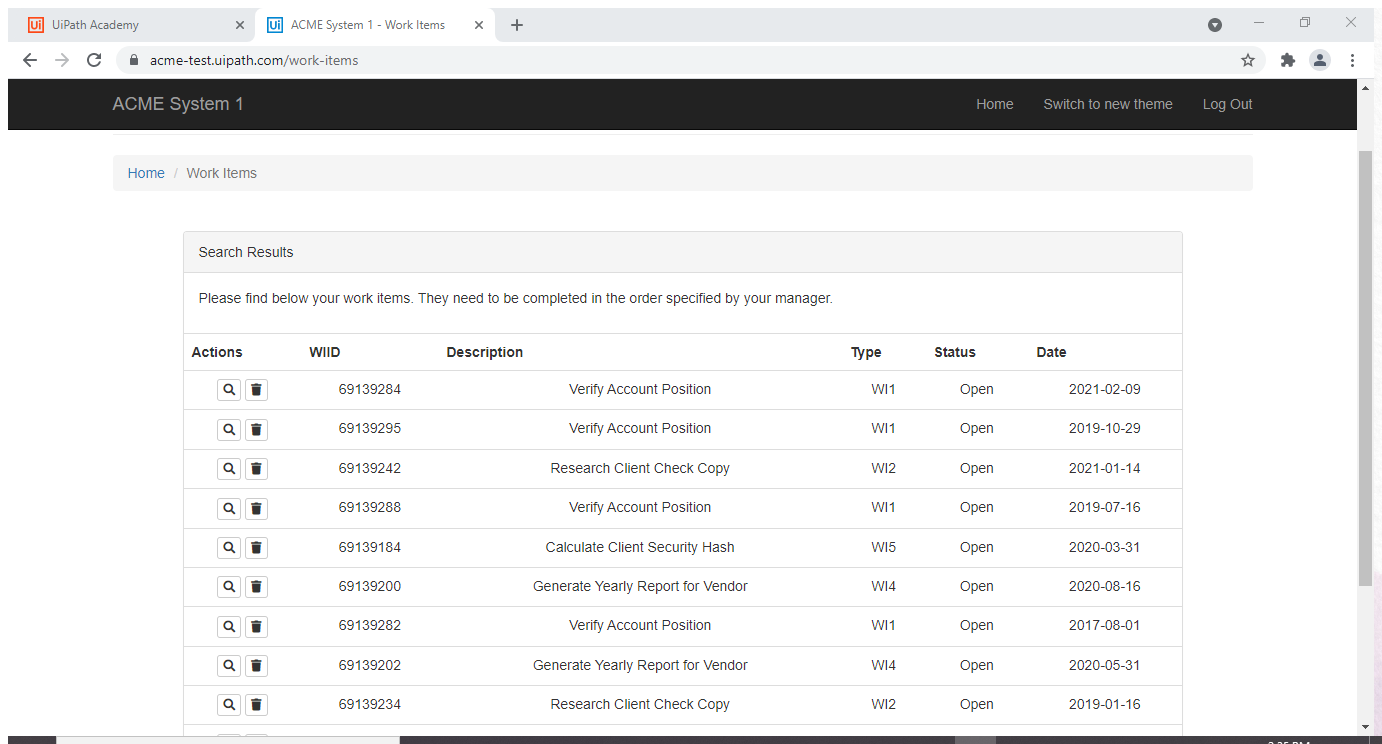 Ui UiPath Academy Ui ACME System 1 - Work Items
acme-test.uipath.com/work-items
ACME System 1 Home Switch to new theme Log Out
Home / Work Items
Search Results
Please find below your work items. They need to be completed in the order specified by your manager.
Actions WIID Description Type Status Date
69139284 Verify Account Position WI1 Open 2021-02-09
69139295 Verify Account Position WI1 Open 2019-10-29
69139242 Research Client Check Copy WI2 Open 2021-01-14
69139288 Verify Account Position WI1 Open 2019-07-16
69139184 Calculate Client Security Hash WI5 Open 2020-03-31
69139200 Generate Yearly Report for Vendor WI4 Open 2020-08-16
69139282 Verify Account Position WI1 Open 2017-08-01
69139202 Generate Yearly Report for Vendor WI4 Open 2020-05-31
69139234 Research Client Check Copy WI2 Open 2019-01-16